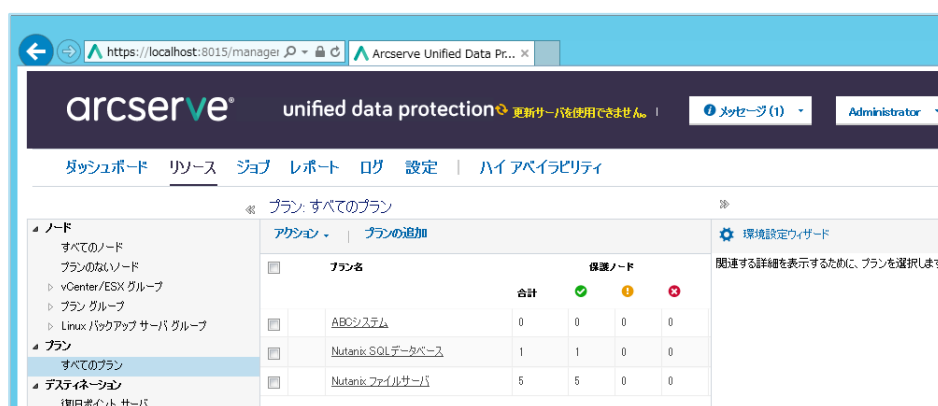 https://localhost:8015/manager
Arcserve Unified Data Pr... ×
arcserve®
unified data protection
更新サーバを使用できません。
メッセージ (1)
Administrator
ダッシュボード リソース ジョブ レポート ログ 設定 | ハイ アベイラビリティ
プラン: すべてのプラン
ノード
すべてのノード
プランのないノード
vCenter/ESX グループ
プラン グループ
Linux バックアップ サーバ グループ
プラン
すべてのプラン
デスティネーション
復旧ポイント サーバ
アクション | プランの追加
プラン名 保護ノード
合計
ABCシステム 0 0 0 0
Nutanix SQLデータベース 1 1 0 0
Nutanix ファイルサーバ 5 5 0 0
環境設定ウィザード
関連する詳細を表示するために、プランを選択しま